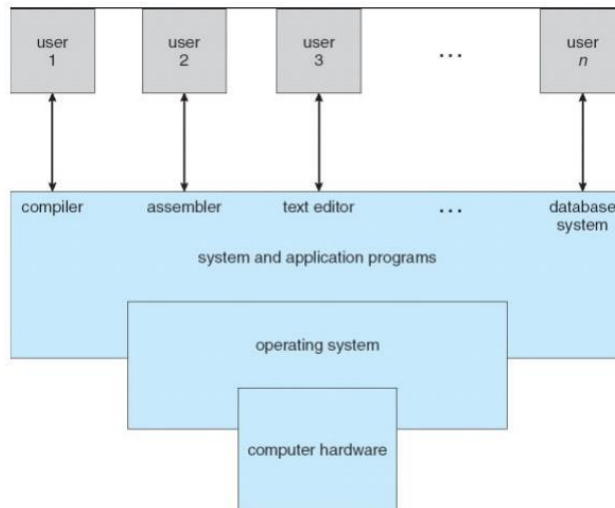 user
1
user
2
user
3
...
user
n
compiler
assembler
text editor
...
database
system
system and application programs
operating system
computer hardware